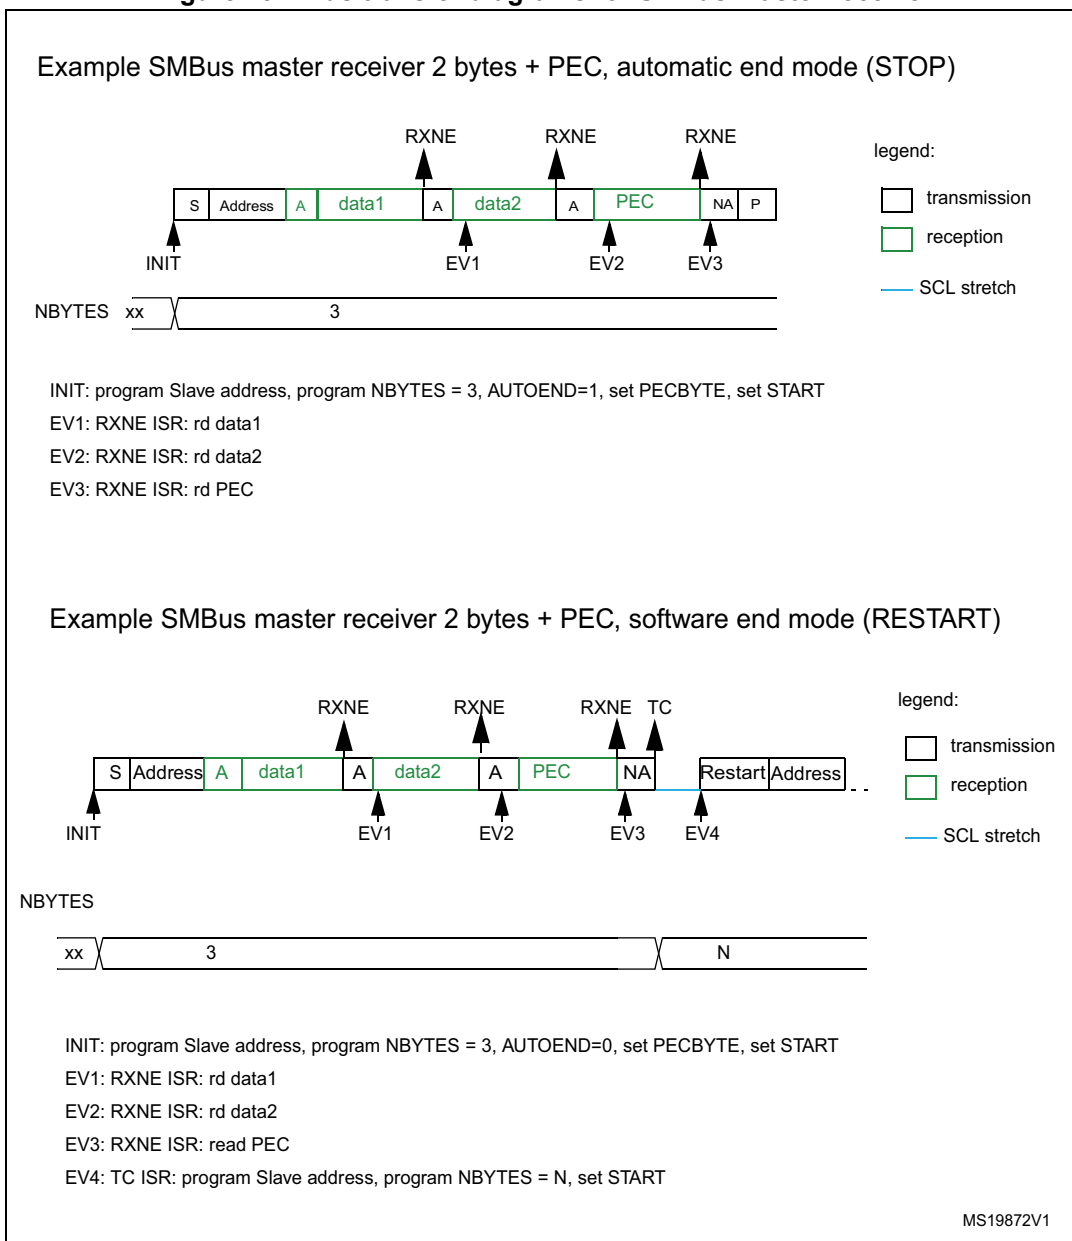 Example SMBus master receiver 2 bytes + PEC, automatic end mode (STOP)
RXNE RXNE RXNE
legend:
S Address A data1 A data2 A PEC NA P
transmission
reception
INIT EV1 EV2 EV3
SCL stretch
NBYTES xx 3
INIT: program Slave address, program NBYTES = 3, AUTOEND=1, set PECBYTE, set START
EV1: RXNE ISR: rd data1
EV2: RXNE ISR: rd data2
EV3: RXNE ISR: rd PEC
Example SMBus master receiver 2 bytes + PEC, software end mode (RESTART)
RXNE RXNE RXNE TC
legend:
S Address A data1 A data2 A PEC NA Restart Address
transmission
reception
INIT EV1 EV2 EV3 EV4
SCL stretch
NBYTES
xx 3 N
INIT: program Slave address, program NBYTES = 3, AUTOEND=0, set PECBYTE, set START
EV1: RXNE ISR: rd data1
EV2: RXNE ISR: rd data2
EV3: RXNE ISR: read PEC
EV4: TC ISR: program Slave address, program NBYTES = N, set START
MS19872V1